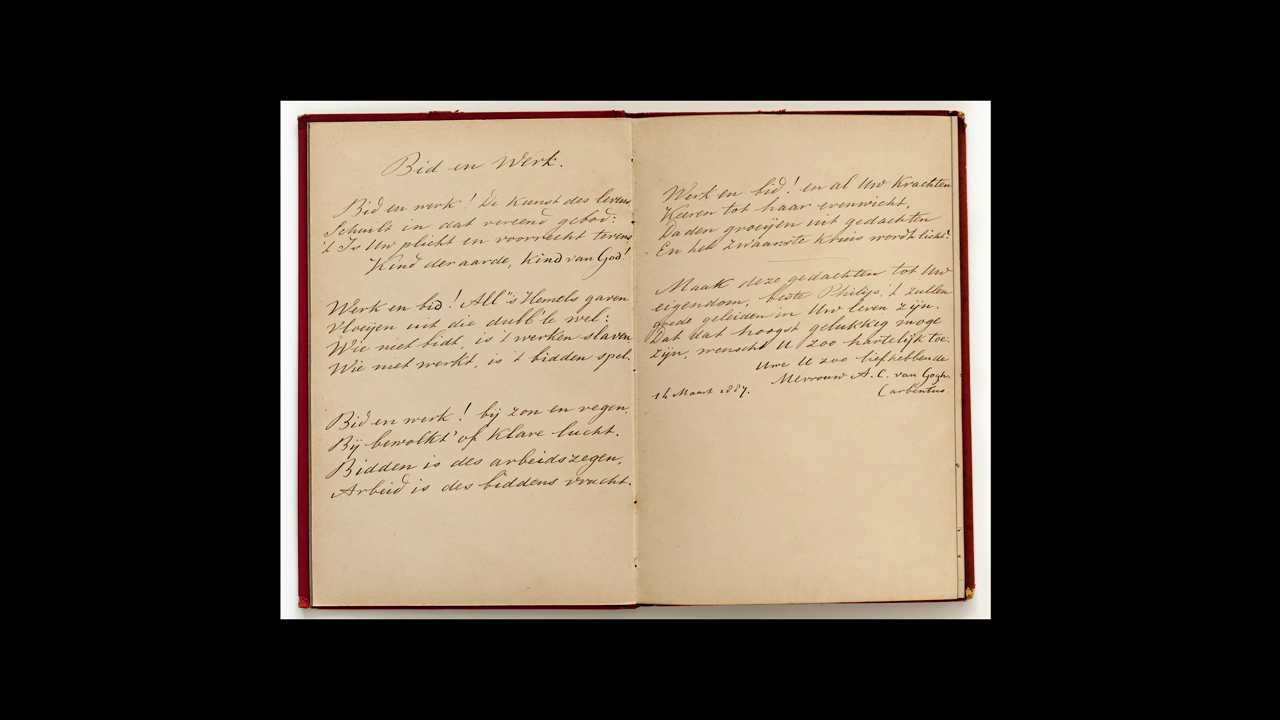 Bid en Werk.
Bid en werk! De Kunst des levens
Schuilt in dat vereend gebod:
't Is Uw plicht en voorrecht tevens
Kind der aarde, Kind van God!
Werk en bid! All' 's Hemels gaven
Vloeijen uit die dubb'le wel:
Wie niet bidt, is 't werken slaven
Wie niet werkt, is 't bidden spel.
Bid en werk! bij zon en regen.
Bij bewolkt' of klare lucht.
Bidden is des arbeidszegen,
Arbeid is des biddens vrucht.
Werk en bid! en al Uw Krachten
Keeren tot haar evenwicht,
Daden groeijen uit gedachten
En het zwaarste Kruis wordt licht!
Maak deze gedachten tot Uw
eigendom, beste Philip, 't zullen
goede geleiden in Uw leven zijn.
Dat dat hoogst gelukkig moge
zijn, wenscht U zoo hartelijk toe.
Uwe U zoo liefhebbende
Mevrouw A. C. van Gogh.
14 Maart 1887.
Carbentus.